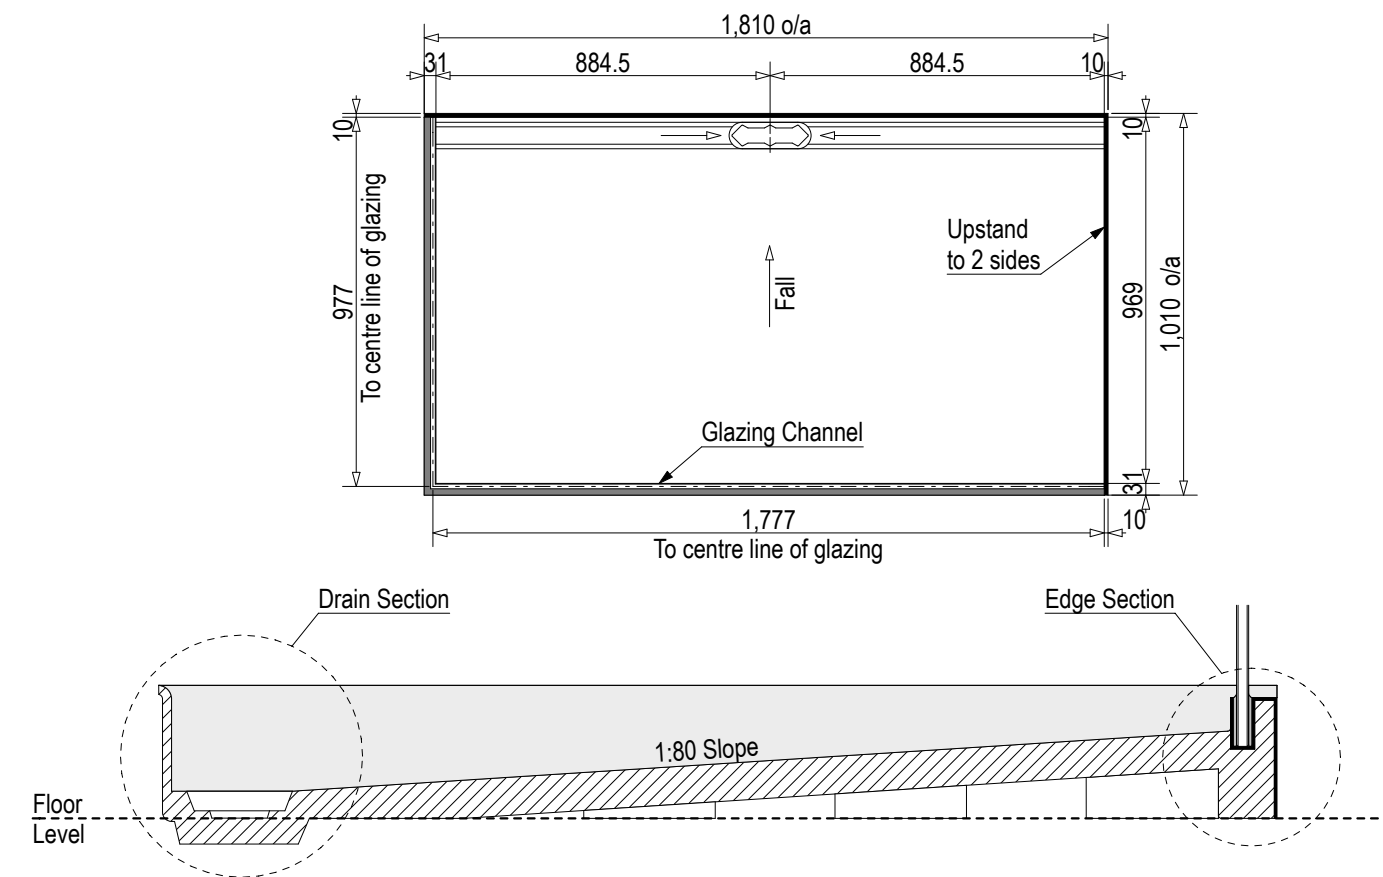 1,810 o/a
31
884.5
884.5
10
10
977
To centre line of glazing
10
969
31
1,010 o/a
Upstand
to 2 sides
Fall
Glazing Channel
1,777
10
To centre line of glazing
Drain Section
Edge Section
1:80 Slope
Floor
Level